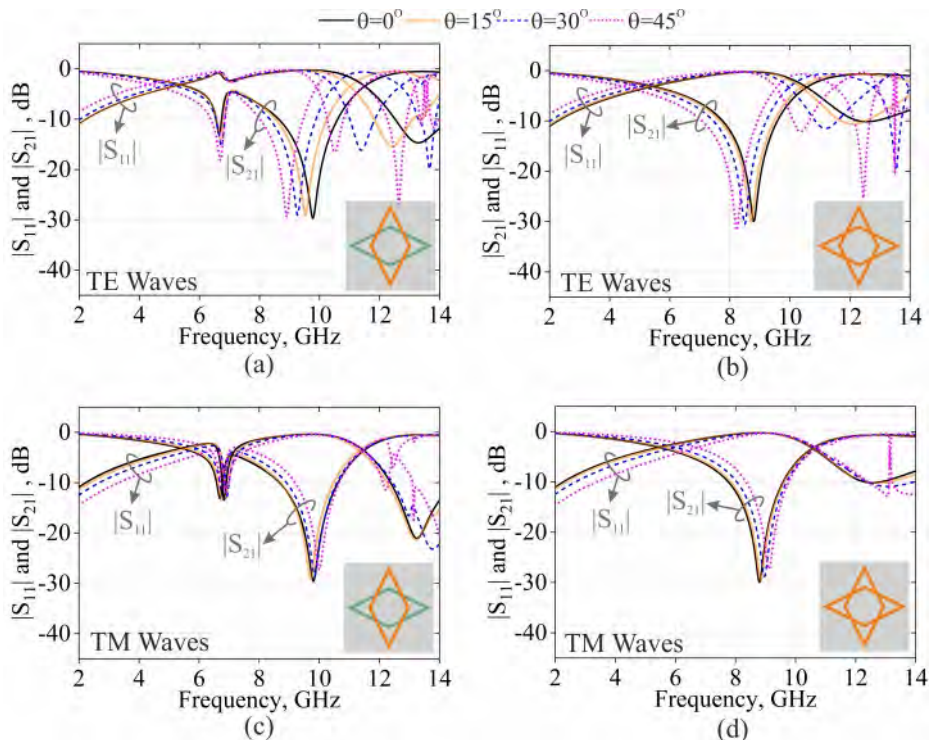 θ=0° θ=15° θ=30° θ=45°
|S11| and |S21| , dB
0
-10
-20
-30
-40
|S11|
|S21|
TE Waves
2 4 6 8 10 12 14
Frequency, GHz
(a)
|S21| and |S11| , dB
0
-10
-20
-30
-40
|S11|
|S21|
TE Waves
2 4 6 8 10 12 14
Frequency, GHz
(b)
|S11| and |S21| , dB
0
-10
-20
-30
-40
|S11|
|S21|
TM Waves
2 4 6 8 10 12 14
Frequency, GHz
(c)
|S11| and |S21| , dB
0
-10
-20
-30
-40
|S11|
|S21|
TM Waves
2 4 6 8 10 12 14
Frequency, GHz
(d)